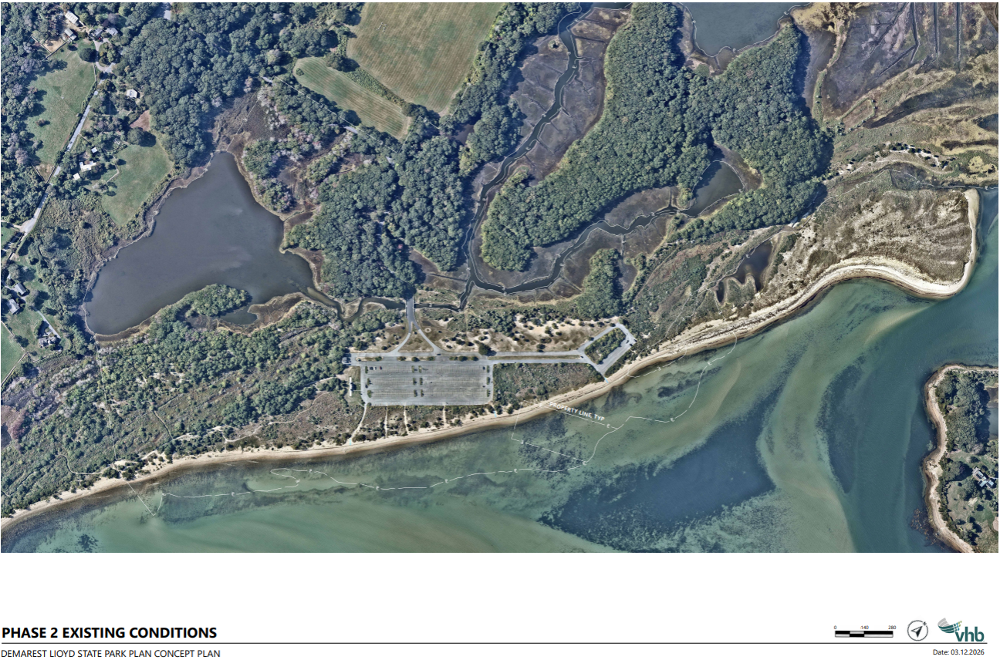 PROPERTY LINE, TYP.
PHASE 2 EXISTING CONDITIONS
DEMAREST LIOYD STATE PARK PLAN CONCEPT PLAN
0 140 280
vhb
Date: 03.12.2026